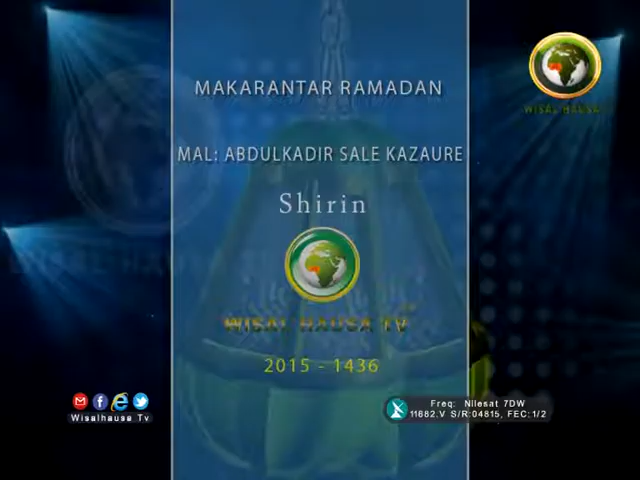 MAKARANTAR RAMADAN
WISAL HAUSA
MAL: ABDULKADIR SALE KAZAURE
Shirin
WISAL HAUSA TV
2015 - 1436
Wisalhausa Tv
Freq: Nilesat 7DW
11682.V S/R:04815, FEC:1/2